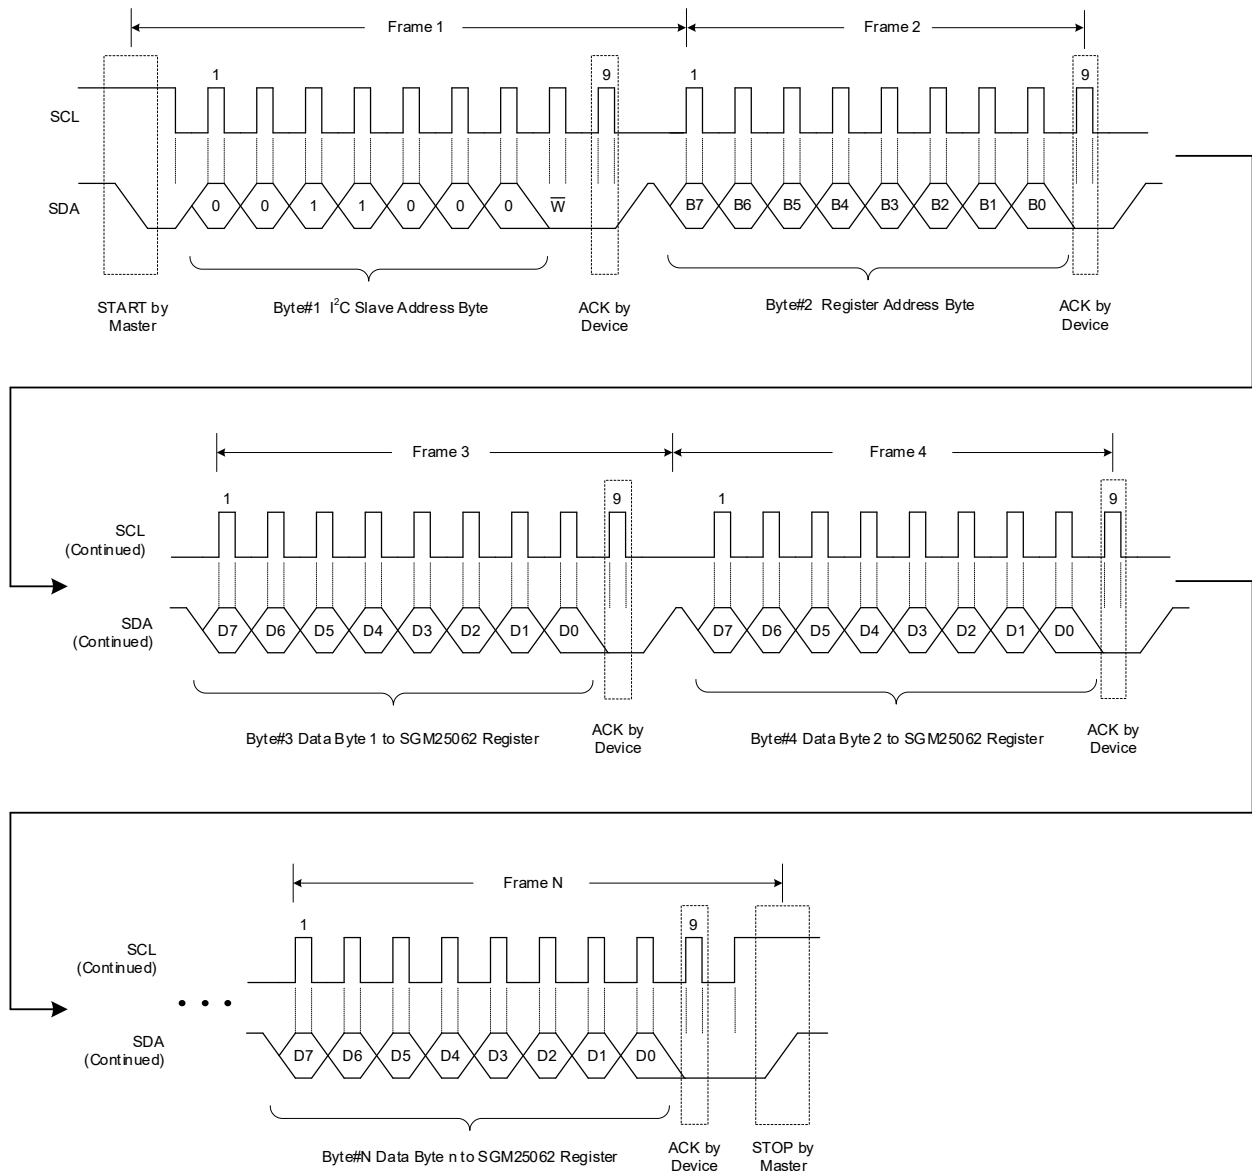 Frame 1
Frame 2
1
9
1
9
SCL
SDA
0 0 1 1 0 0 0 W̅
B7 B6 B5 B4 B3 B2 B1 B0
START by
Master
Byte#1 I²C Slave Address Byte
ACK by
Device
Byte#2 Register Address Byte
ACK by
Device
Frame 3
Frame 4
1
9
1
9
SCL
(Continued)
SDA
(Continued)
D7 D6 D5 D4 D3 D2 D1 D0
D7 D6 D5 D4 D3 D2 D1 D0
Byte#3 Data Byte 1 to SGM25062 Register
ACK by
Device
Byte#4 Data Byte 2 to SGM25062 Register
ACK by
Device
Frame N
1
9
SCL
(Continued)
• • •
SDA
(Continued)
D7 D6 D5 D4 D3 D2 D1 D0
Byte#N Data Byte n to SGM25062 Register
ACK by
Device
STOP by
Master